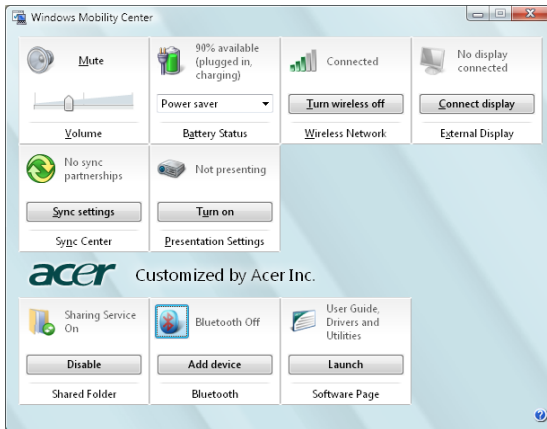 Windows Mobility Center
Mute
Volume
90% available
(plugged in,
charging)
Power saver
Battery Status
Connected
Turn wireless off
Wireless Network
No display
connected
Connect display
External Display
No sync
partnerships
Sync settings
Sync Center
Not presenting
Turn on
Presentation Settings
acer Customized by Acer Inc.
Sharing Service
On
Disable
Shared Folder
Bluetooth Off
Add device
Bluetooth
User Guide,
Drivers and
Utilities
Launch
Software Page